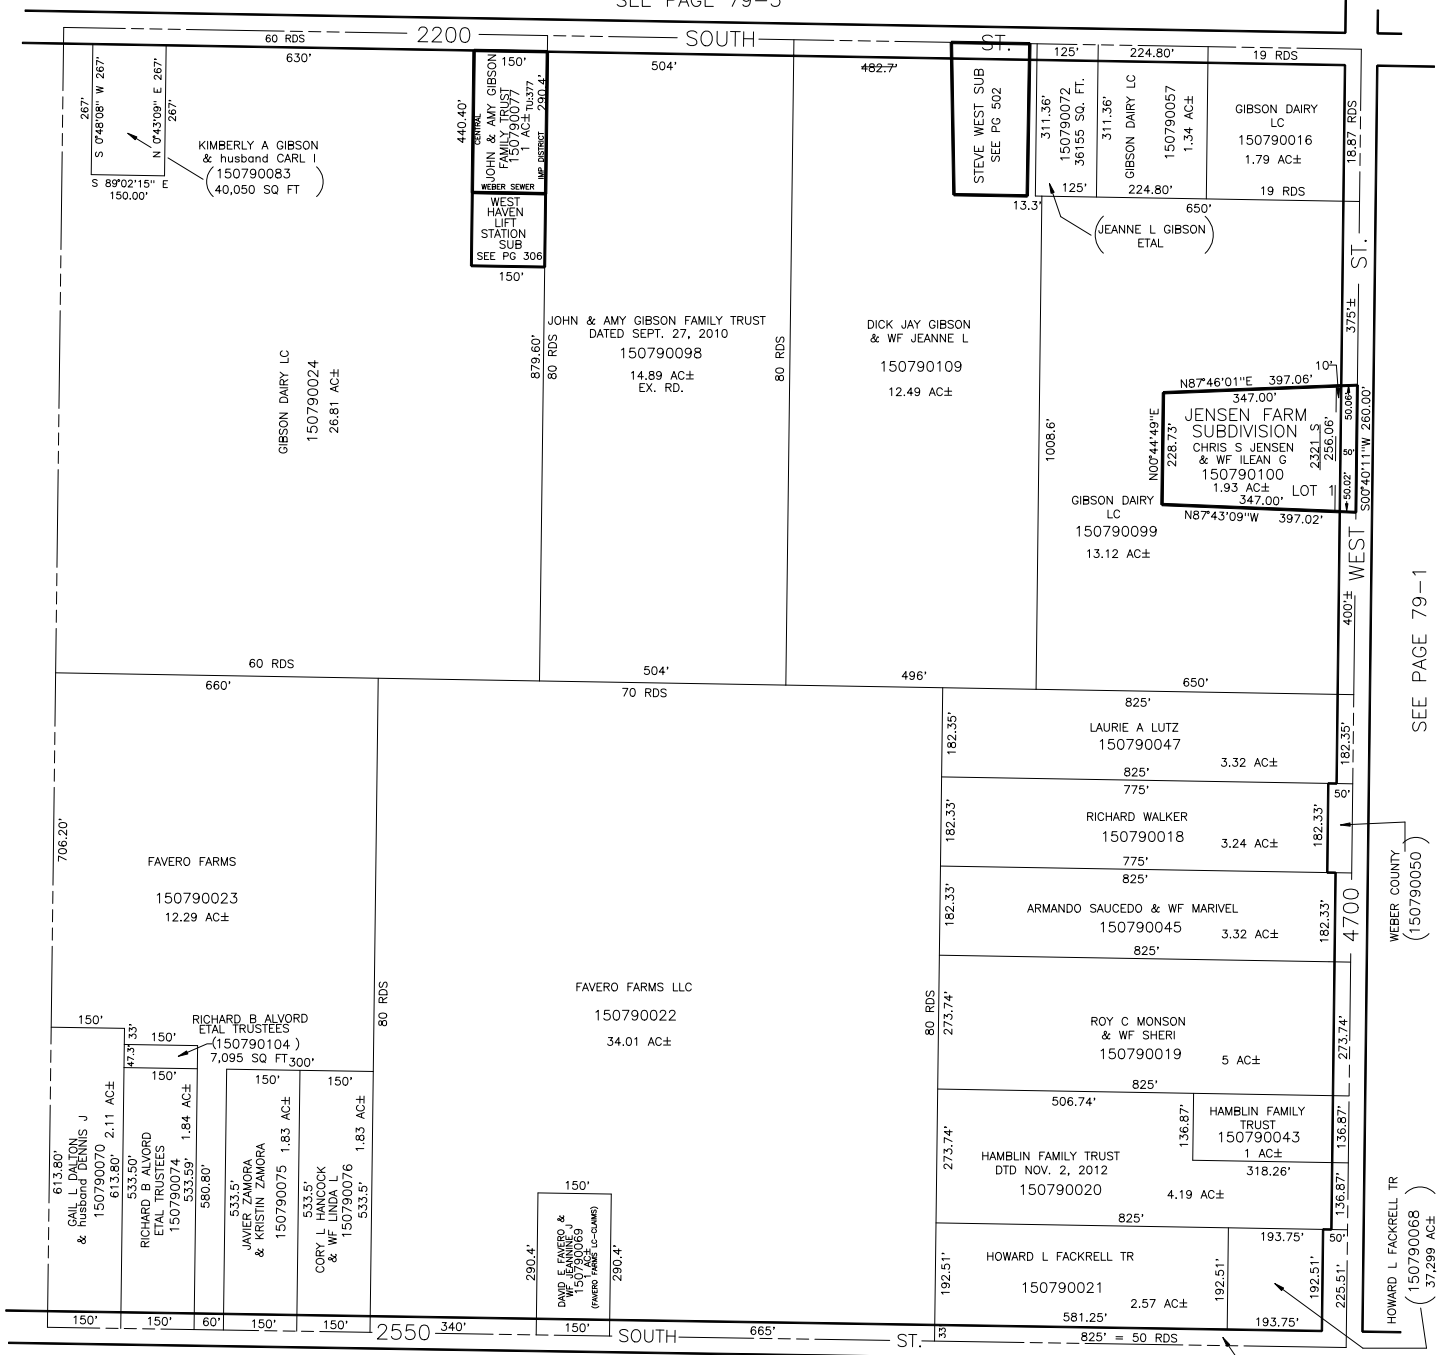 SEE PAGE 79-5
60 RDS
2200
SOUTH
ST.
630'
150'
504'
482.7'
125'
224.80'
19 RDS
267'
S 0°48'08" W 267'
N 0°43'09" E 267'
267'
S 89°02'15" E
150.00'
KIMBERLY A GIBSON
& husband CARL I
(150790083)
40,050 SQ FT
440.40'
CENTRAL
JOHN & AMY GIBSON
FAMILY TRUST
150790077
1 AC±
TU:377
290.4'
IMP DISTRICT
WEBER SEWER
WEST
HAVEN
LIFT
STATION
SUB
SEE PG 306
150'
STEVE WEST SUB
SEE PG 502
13.3'
311.36'
150790072
36155 SQ. FT.
125'
311.36'
GIBSON DAIRY LC
150790057
1.34 AC±
224.80'
GIBSON DAIRY
LC
150790016
1.79 AC±
19 RDS
18.87 RDS
650'
(JEANNE L GIBSON
ETAL)
ST.
375'±
GIBSON DAIRY LC
150790024
26.81 AC±
879.60'
80 RDS
JOHN & AMY GIBSON FAMILY TRUST
DATED SEPT. 27, 2010
150790098
14.89 AC±
EX. RD.
80 RDS
DICK JAY GIBSON
& WF JEANNE L
150790109
12.49 AC±
1008.6'
10'
N87°46'01"E 397.06'
347.00'
JENSEN FARM
SUBDIVISION
CHRIS S JENSEN
& WF ILEAN G
150790100
1.93 AC±
LOT 1
347.00'
N87°43'09"W 397.02'
N00°44'49"E
228.73'
2321 S
256.06'
50.06'
50'
50.02'
S00°40'11"W 260.00'
GIBSON DAIRY
LC
150790099
13.12 AC±
WEST
400'±
SEE PAGE 79-1
60 RDS
504'
496'
650'
660'
70 RDS
825'
182.35'
LAURIE A LUTZ
150790047
3.32 AC±
182.35'
825'
775'
50'
182.33'
RICHARD WALKER
150790018
3.24 AC±
182.33'
775'
825'
WEBER COUNTY
(150790050)
182.33'
ARMANDO SAUCEDO & WF MARIVEL
150790045
3.32 AC±
182.33'
825'
4700
706.20'
FAVERO FARMS
150790023
12.29 AC±
80 RDS
FAVERO FARMS LLC
150790022
34.01 AC±
80 RDS
273.74'
ROY C MONSON
& WF SHERI
150790019
5 AC±
273.74'
825'
506.74'
136.87'
HAMBLIN FAMILY
TRUST
150790043
1 AC±
318.26'
136.87'
273.74'
HAMBLIN FAMILY TRUST
DTD NOV. 2, 2012
150790020
4.19 AC±
136.87'
825'
193.75'
50'
192.51'
HOWARD L FACKRELL TR
150790021
2.57 AC±
581.25'
192.51'
192.51'
225.51'
193.75'
HOWARD L FACKRELL TR
(150790068)
37,299 AC±
150'
33'
150'
47.3'
RICHARD B ALVORD
ETAL TRUSTEES
(150790104)
7,095 SQ FT
300'
150'
150'
150'
613.80'
GAIL L DALTON
& husband DENNIS J
150790070
2.11 AC±
613.80'
533.50'
RICHARD B ALVORD
ETAL TRUSTEES
150790074
1.84 AC±
533.59'
580.80'
533.5'
JAVIER ZAMORA
& KRISTIN ZAMORA
150790075
1.83 AC±
533.5'
CORY L HANCOCK
& WF LINDA L
150790076
1.83 AC±
533.5'
150'
290.4'
DAVID E FAVERO &
WF JEANNINE J
150790069
1 AC±
(FAVERO FARMS LC-CLAIMS)
290.4'
150'
150'
60'
150'
150'
2550
340'
150'
SOUTH
665'
ST.
33
825' = 50 RDS